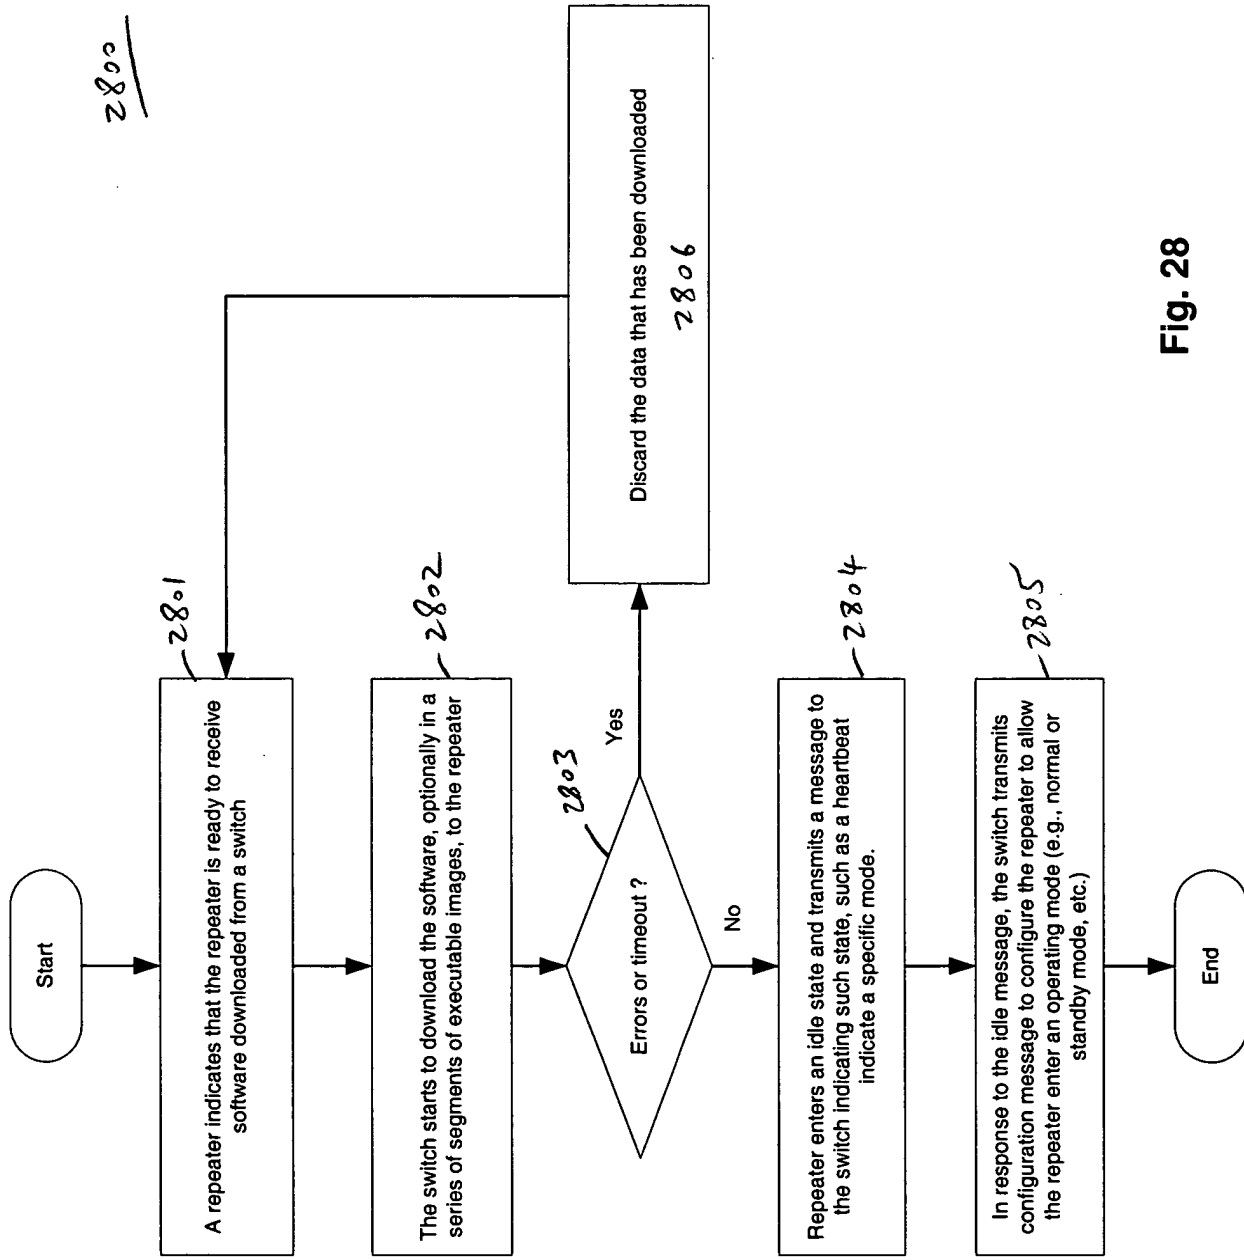 2800
Start
2801
A repeater indicates that the repeater is ready to receive
software downloaded from a switch
2802
The switch starts to download the software, optionally in a
series of segments of executable images, to the repeater
2803
Errors or timeout ?
Yes
No
Discard the data that has been downloaded
2806
2804
Repeater enters an idle state and transmits a message to
the switch indicating such state, such as a heartbeat
indicate a specific mode.
2805
In response to the idle message, the switch transmits
configuration message to configure the repeater to allow
the repeater enter an operating mode (e.g., normal or
standby mode, etc.)
End
Fig. 28